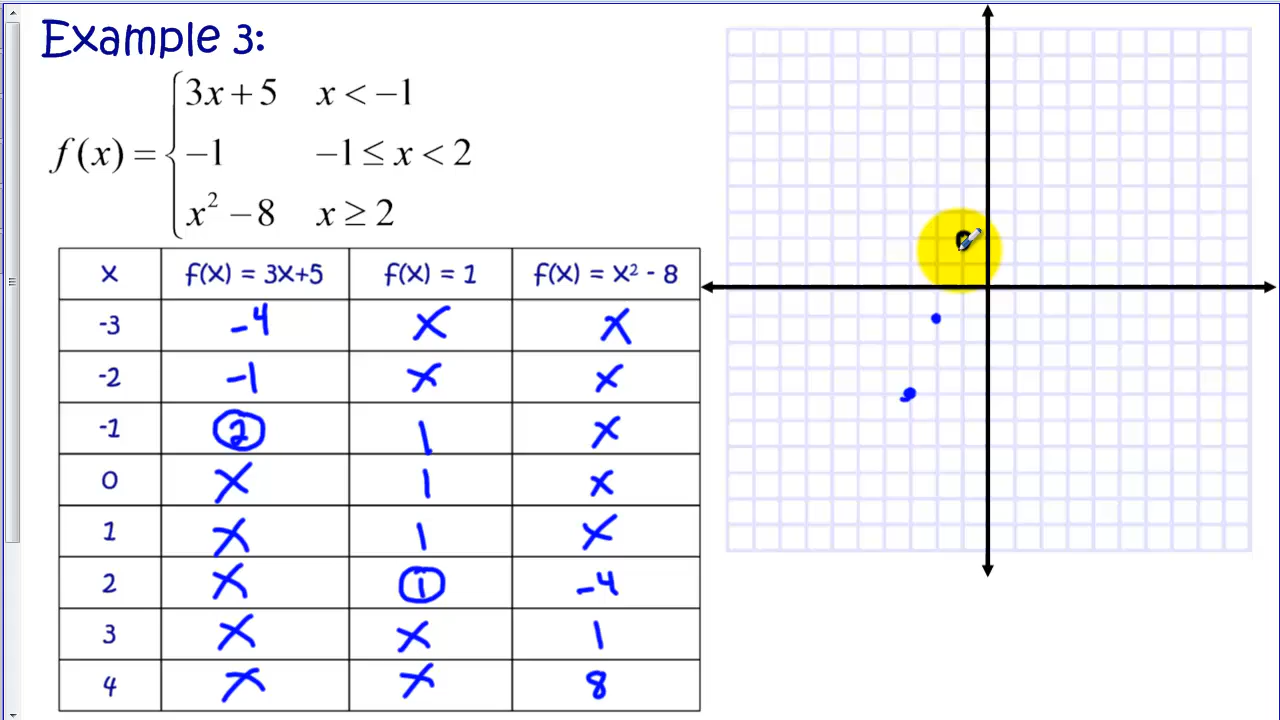 Example 3:
3x + 5 x < −1
f(x) = { −1 −1 ≤ x < 2
x² − 8 x ≥ 2
x f(x) = 3x+5 f(x) = 1 f(x) = x² - 8
-3 -4 x x
-2 -1 x x
-1 2 1 x
0 x 1 x
1 x 1 x
2 x 1 -4
3 x x 1
4 x x 8